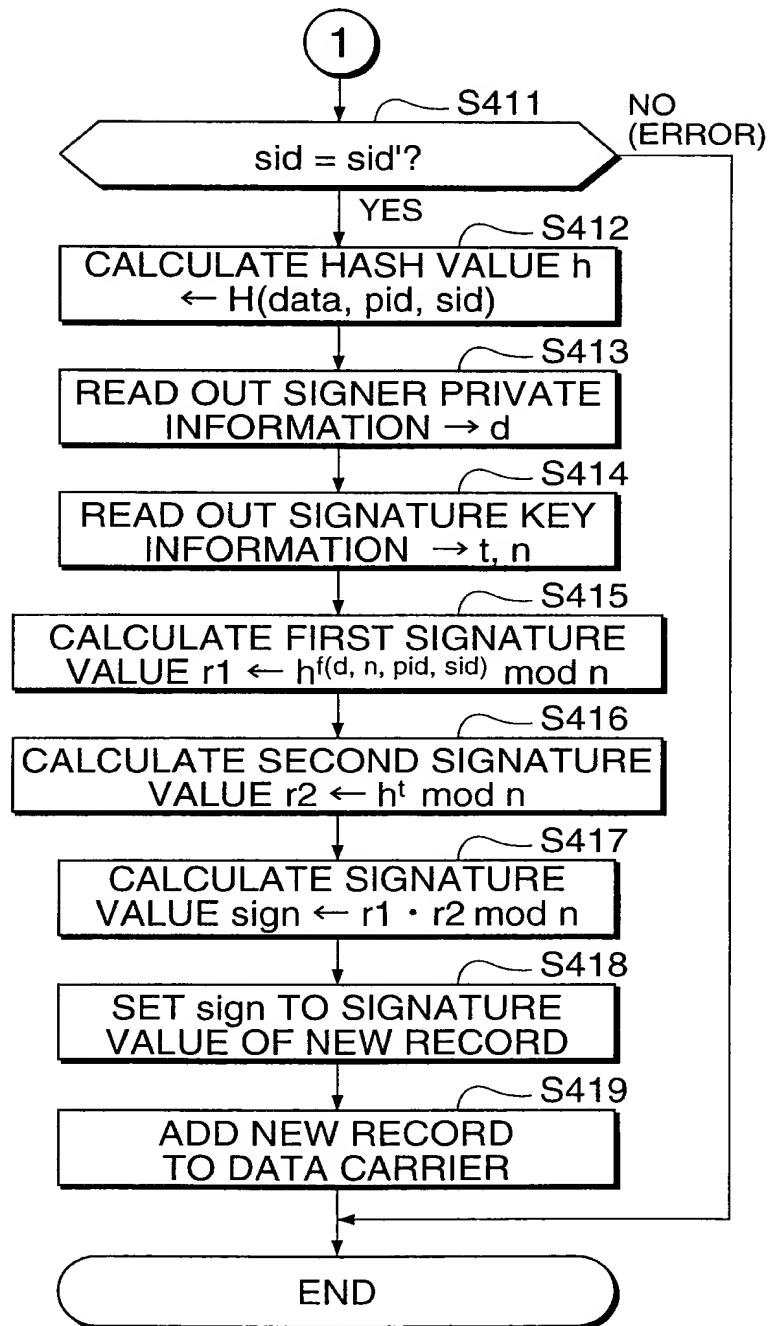 1
S411
NO
(ERROR)
sid = sid'?
YES
S412
CALCULATE HASH VALUE h
← H(data, pid, sid)
S413
READ OUT SIGNER PRIVATE
INFORMATION → d
S414
READ OUT SIGNATURE KEY
INFORMATION → t, n
S415
CALCULATE FIRST SIGNATURE
VALUE r1 ← h^f(d, n, pid, sid) mod n
S416
CALCULATE SECOND SIGNATURE
VALUE r2 ← h^t mod n
S417
CALCULATE SIGNATURE
VALUE sign ← r1 · r2 mod n
S418
SET sign TO SIGNATURE
VALUE OF NEW RECORD
S419
ADD NEW RECORD
TO DATA CARRIER
END